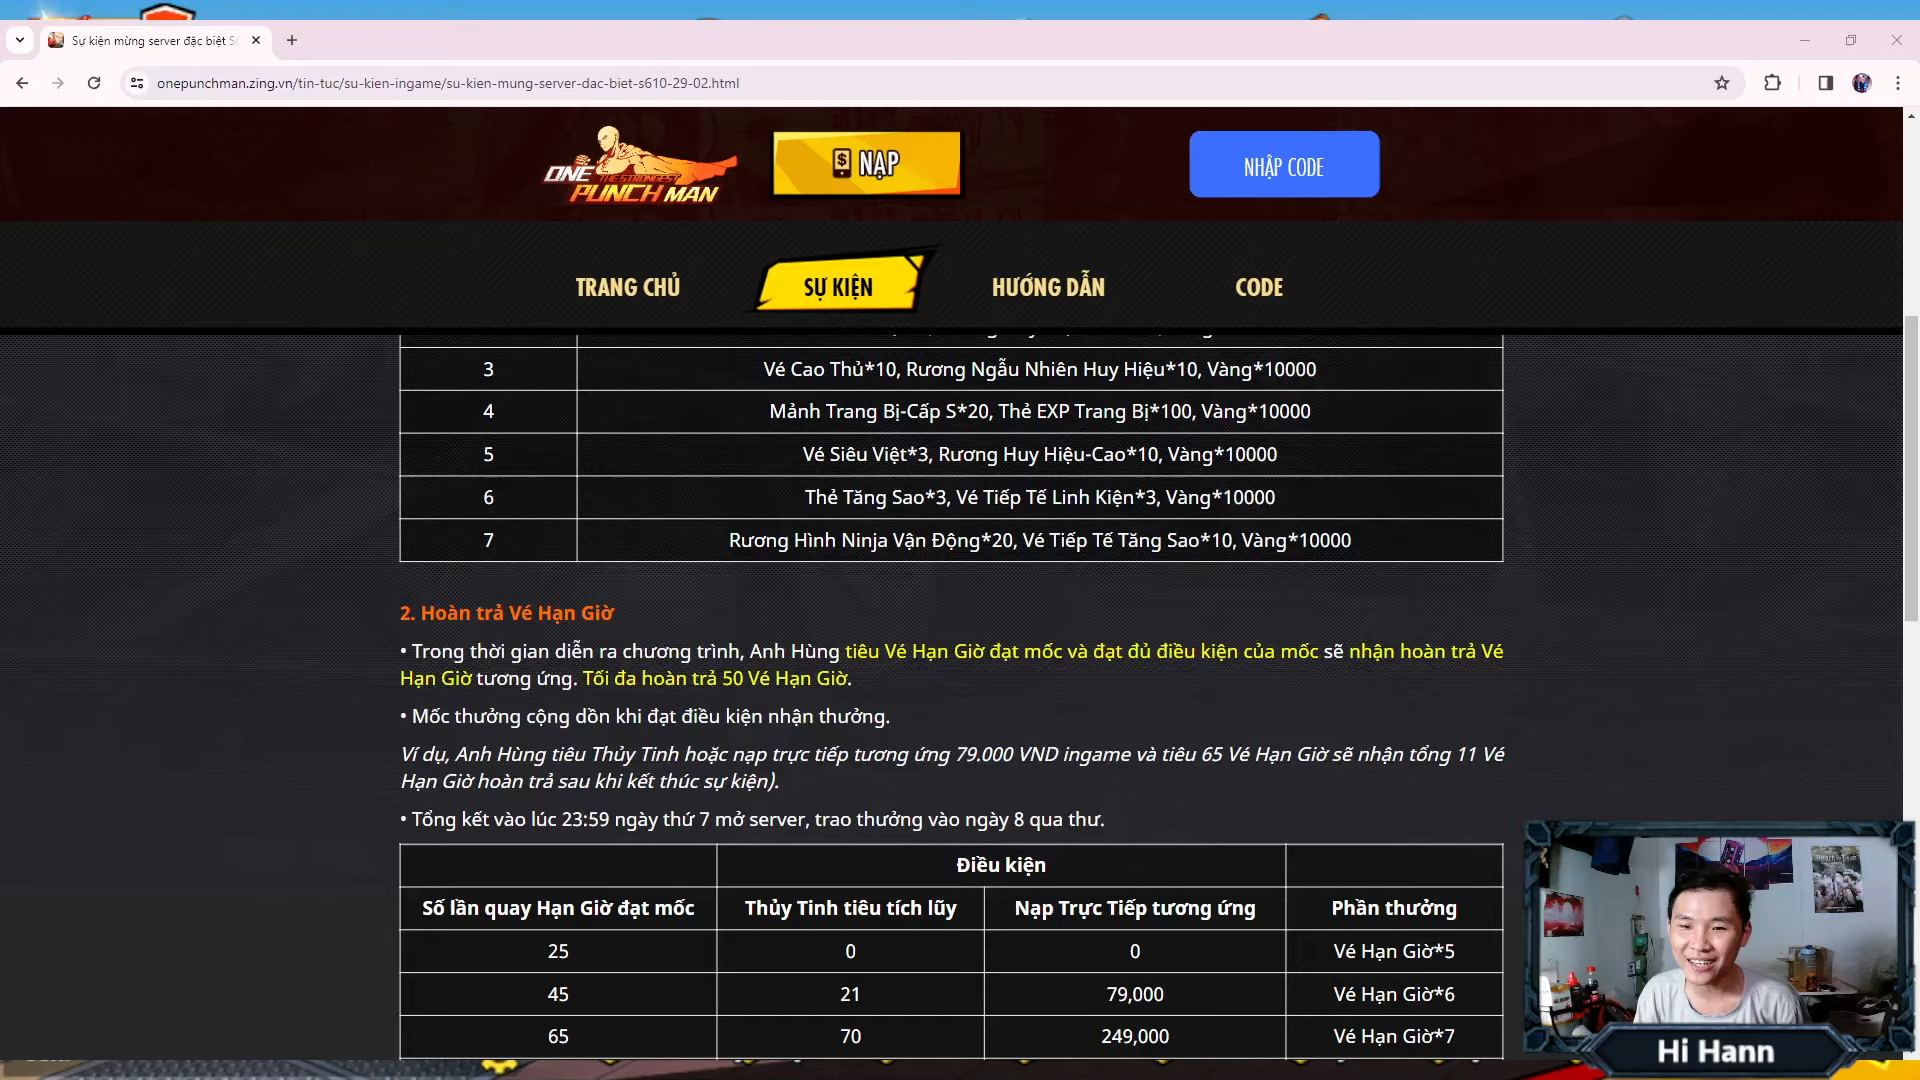 Sự kiện mừng server đặc biệt S6
onepunchman.zing.vn/tin-tuc/su-kien-ingame/su-kien-mung-server-dac-biet-s610-29-02.html
ONE
THE STRONGEST
PUNCH MAN
NẠP
NHẬP CODE
TRANG CHỦ
SỰ KIỆN
HƯỚNG DẪN
CODE
3 Vé Cao Thủ*10, Rương Ngẫu Nhiên Huy Hiệu*10, Vàng*10000
4 Mảnh Trang Bị-Cấp S*20, Thẻ EXP Trang Bị*100, Vàng*10000
5 Vé Siêu Việt*3, Rương Huy Hiệu-Cao*10, Vàng*10000
6 Thẻ Tăng Sao*3, Vé Tiếp Tế Linh Kiện*3, Vàng*10000
7 Rương Hình Ninja Vận Động*20, Vé Tiếp Tế Tăng Sao*10, Vàng*10000
2. Hoàn trả Vé Hạn Giờ
• Trong thời gian diễn ra chương trình, Anh Hùng tiêu Vé Hạn Giờ đạt mốc và đạt đủ điều kiện của mốc sẽ nhận hoàn trả Vé
Hạn Giờ tương ứng. Tối đa hoàn trả 50 Vé Hạn Giờ.
• Mốc thưởng cộng dồn khi đạt điều kiện nhận thưởng.
Ví dụ, Anh Hùng tiêu Thủy Tinh hoặc nạp trực tiếp tương ứng 79.000 VND ingame và tiêu 65 Vé Hạn Giờ sẽ nhận tổng 11 Vé
Hạn Giờ hoàn trả sau khi kết thúc sự kiện).
• Tổng kết vào lúc 23:59 ngày thứ 7 mở server, trao thưởng vào ngày 8 qua thư.
Điều kiện
Số lần quay Hạn Giờ đạt mốc Thủy Tinh tiêu tích lũy Nạp Trực Tiếp tương ứng Phần thưởng
25 0 0 Vé Hạn Giờ*5
45 21 79,000 Vé Hạn Giờ*6
65 70 249,000 Vé Hạn Giờ*7
Hi Hann